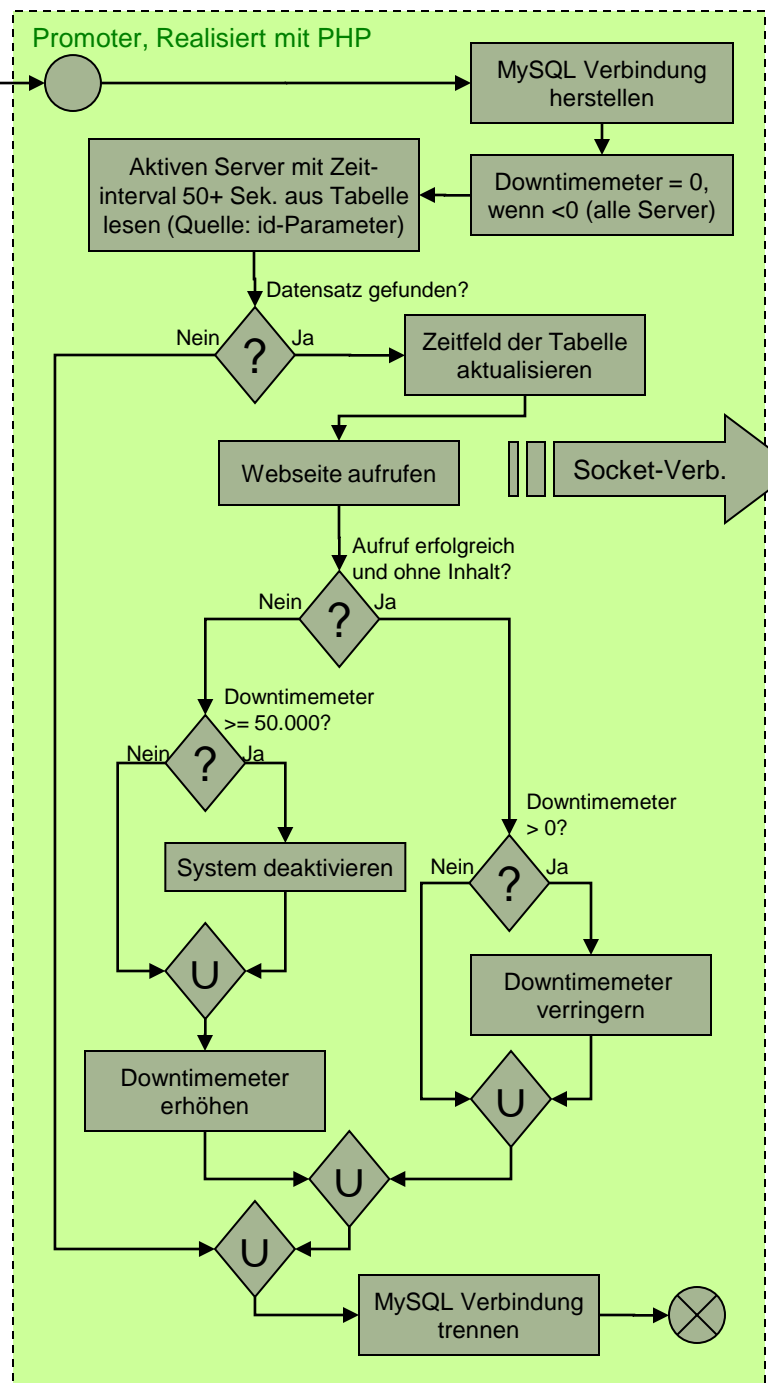 Promoter, Realisiert mit PHP
MySQL Verbindung
herstellen
Downtimemeter = 0,
wenn <0 (alle Server)
Aktiven Server mit Zeit-
interval 50+ Sek. aus Tabelle
lesen (Quelle: id-Parameter)
Datensatz gefunden?
Nein
Ja
?
Zeitfeld der Tabelle
aktualisieren
Webseite aufrufen
Socket-Verb.
Aufruf erfolgreich
und ohne Inhalt?
Nein
Ja
?
Downtimemeter
>= 50.000?
Nein
Ja
?
System deaktivieren
U
Downtimemeter
erhöhen
Downtimemeter
> 0?
Nein
Ja
?
Downtimemeter
verringern
U
U
U
MySQL Verbindung
trennen